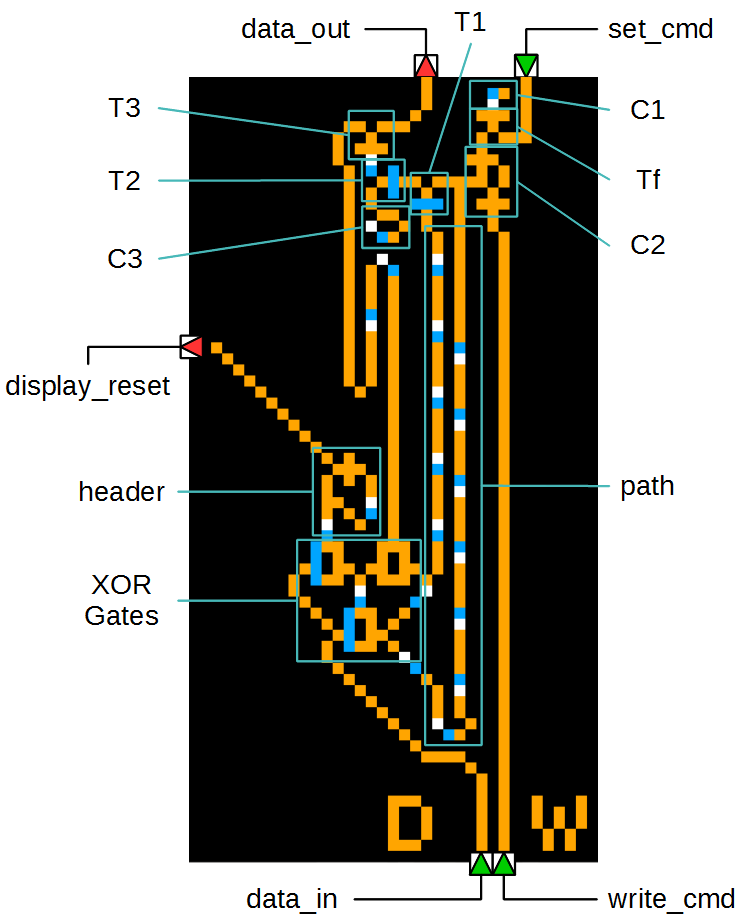 data_out
T1
set_cmd
T3
C1
T2
Tf
C3
C2
display_reset
header
path
XOR
Gates
D
W
data_in
write_cmd